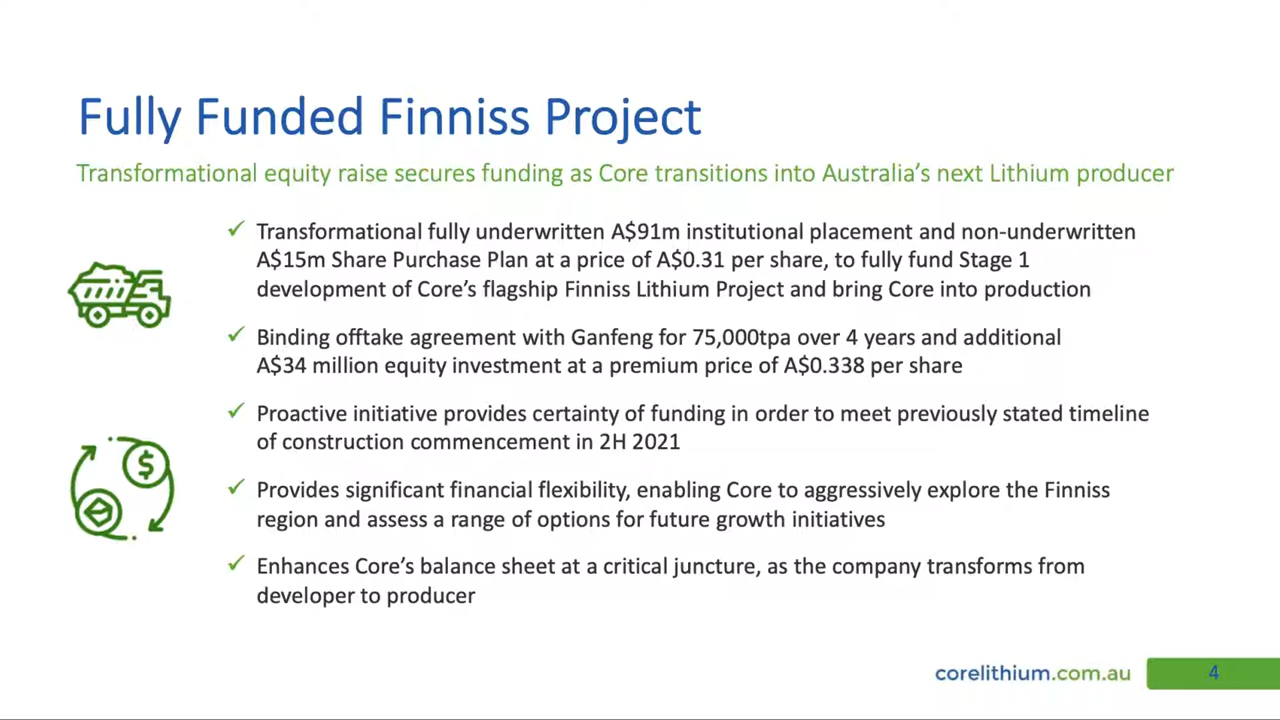 Fully Funded Finniss Project
Transformational equity raise secures funding as Core transitions into Australia's next Lithium producer
✓ Transformational fully underwritten A$91m institutional placement and non-underwritten
A$15m Share Purchase Plan at a price of A$0.31 per share, to fully fund Stage 1
development of Core's flagship Finniss Lithium Project and bring Core into production
✓ Binding offtake agreement with Ganfeng for 75,000tpa over 4 years and additional
A$34 million equity investment at a premium price of A$0.338 per share
✓ Proactive initiative provides certainty of funding in order to meet previously stated timeline
of construction commencement in 2H 2021
✓ Provides significant financial flexibility, enabling Core to aggressively explore the Finniss
region and assess a range of options for future growth initiatives
✓ Enhances Core's balance sheet at a critical juncture, as the company transforms from
developer to producer
$
corelithium.com.au
4